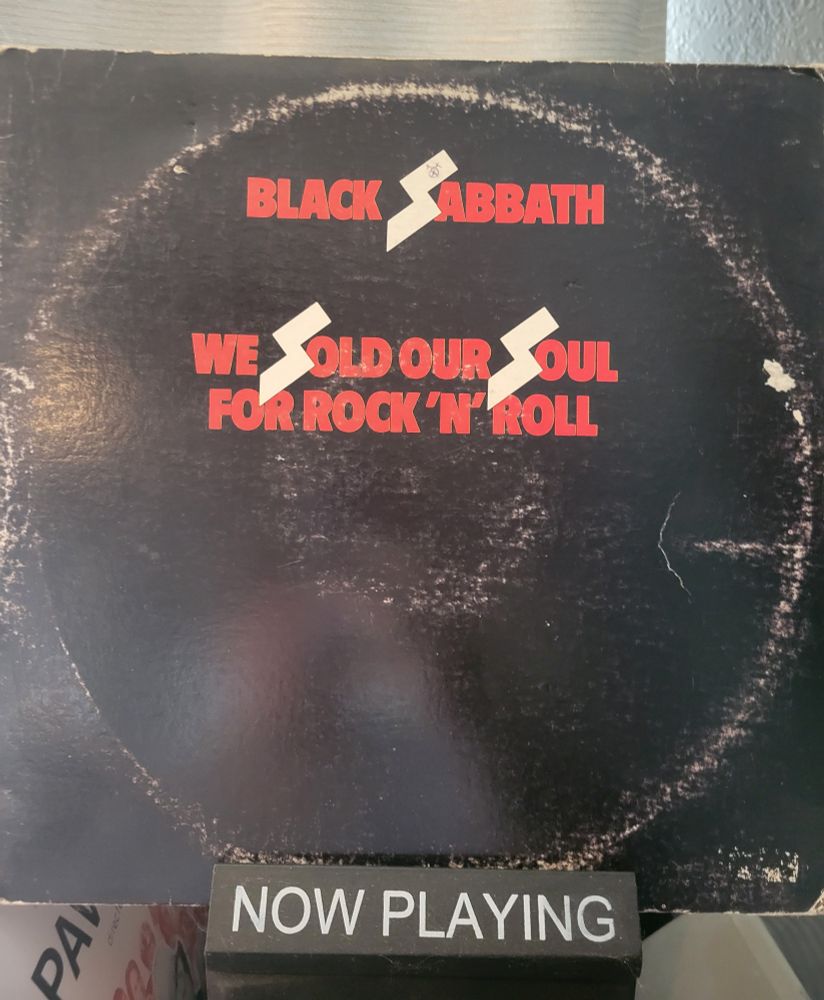 BLACK SABBATH
WE SOLD OUR SOUL
FOR ROCK 'N' ROLL
NOW PLAYING